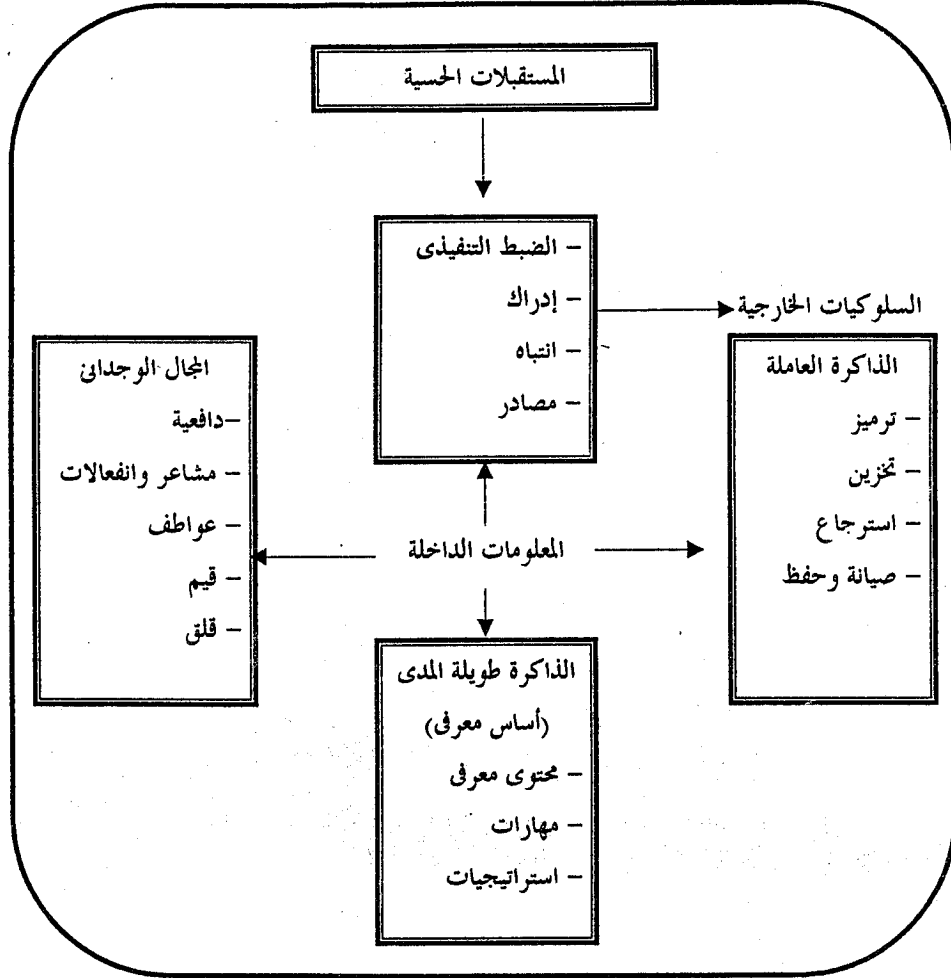 المستقبلات الحسية
– الضبط التنفيذى
– إدراك
– انتباه
– مصادر
السلوكيات الخارجية
الذاكرة العاملة
– ترميز
– تخزين
– استرجاع
– صيانة وحفظ
المجال الوجدانى
–دافعية
– مشاعر وانفعالات
– عواطف
– قيم
– قلق
المعلومات الداخلة
الذاكرة طويلة المدى
(أساس معرفى)
– محتوى معرفى
– مهارات
– استراتيجيات